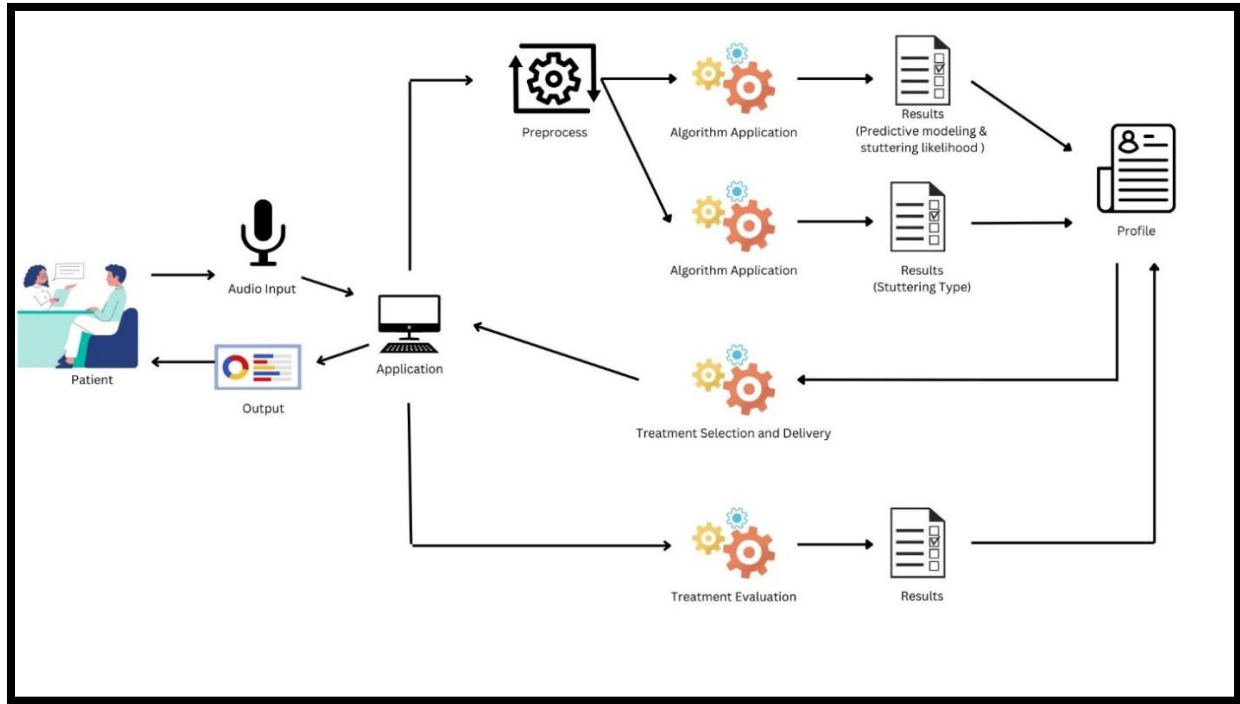 Preprocess
Algorithm Application
Results
(Predictive modeling &
stuttering likelihood )
Profile
Algorithm Application
Results
(Stuttering Type)
Audio Input
Application
Patient
Output
Treatment Selection and Delivery
Treatment Evaluation
Results